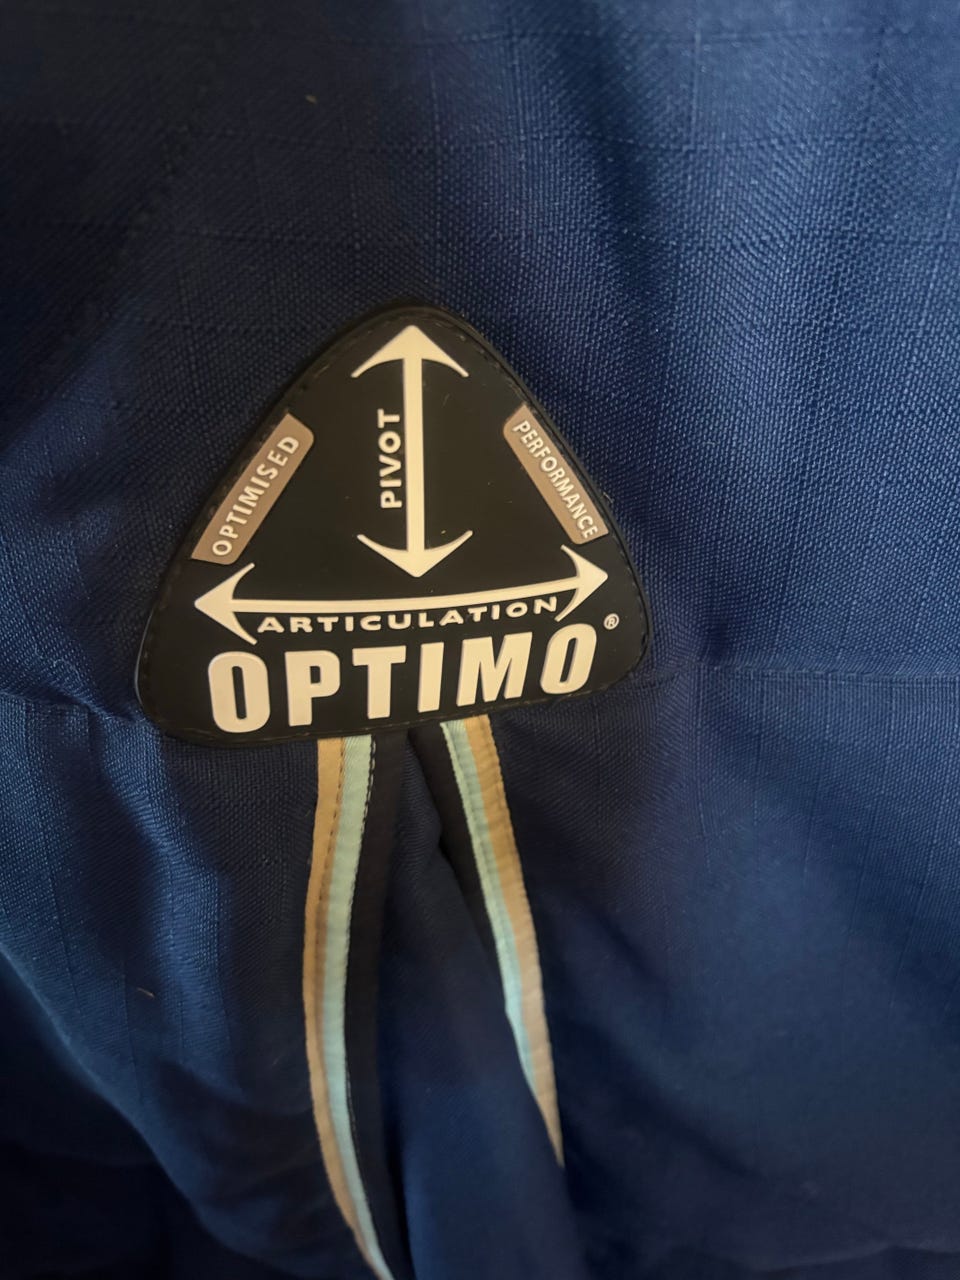 PIVOT
OPTIMISED
PERFORMANCE
ARTICULATION
OPTIMO®